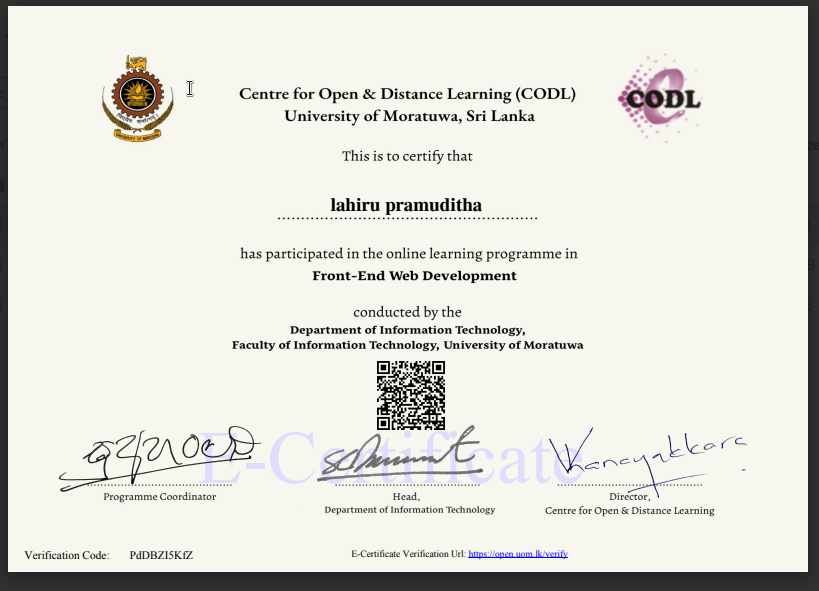 Centre for Open & Distance Learning (CODL)
University of Moratuwa, Sri Lanka
CODL
UNIVERSITY OF MORATUWA
This is to certify that
lahiru pramuditha
has participated in the online learning programme in
Front-End Web Development
conducted by the
Department of Information Technology,
Faculty of Information Technology, University of Moratuwa
E-Certificate
Programme Coordinator
Head,
Department of Information Technology
Director,
Centre for Open & Distance Learning
Verification Code: PdDBZI5KfZ
E-Certificate Verification Url: https://open.uom.lk/verify